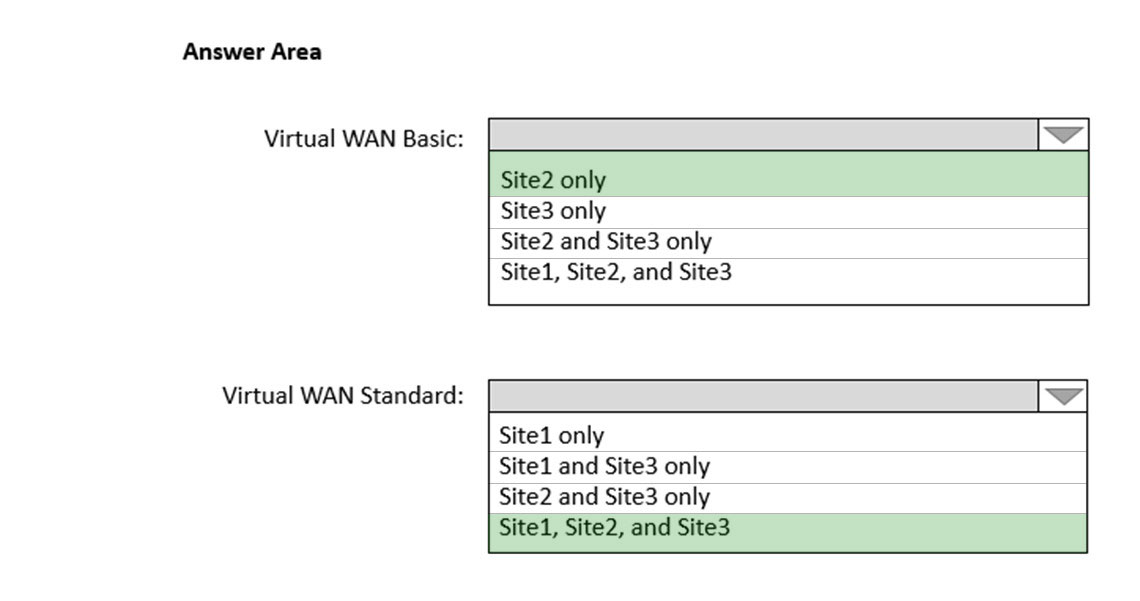 Answer Area
Virtual WAN Basic:
Site2 only
Site3 only
Site2 and Site3 only
Site1, Site2, and Site3
Virtual WAN Standard:
Site1 only
Site1 and Site3 only
Site2 and Site3 only
Site1, Site2, and Site3